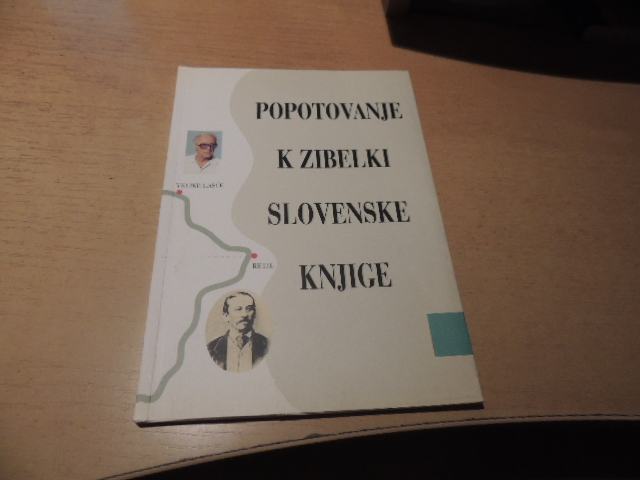 POPOTOVANJE
K ZIBELKI
SLOVENSKE
KNJIGE
VELIKE LAŠČE
RETJE